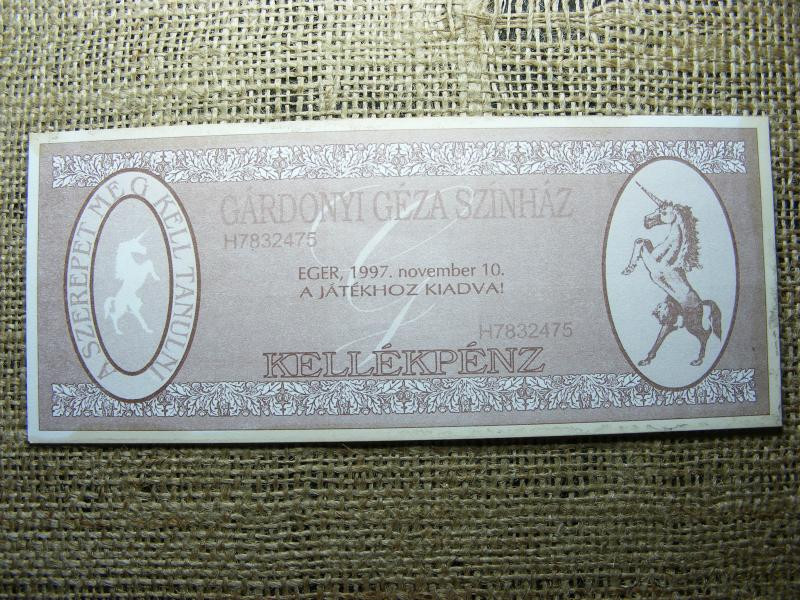 A SZEREPET MEG KELL TANULNI
GÁRDONYI GÉZA SZÍNHÁZ
H7832475
EGER, 1997. november 10.
A JÁTÉKHOZ KIADVA!
H7832475
KELLÉKPÉNZ